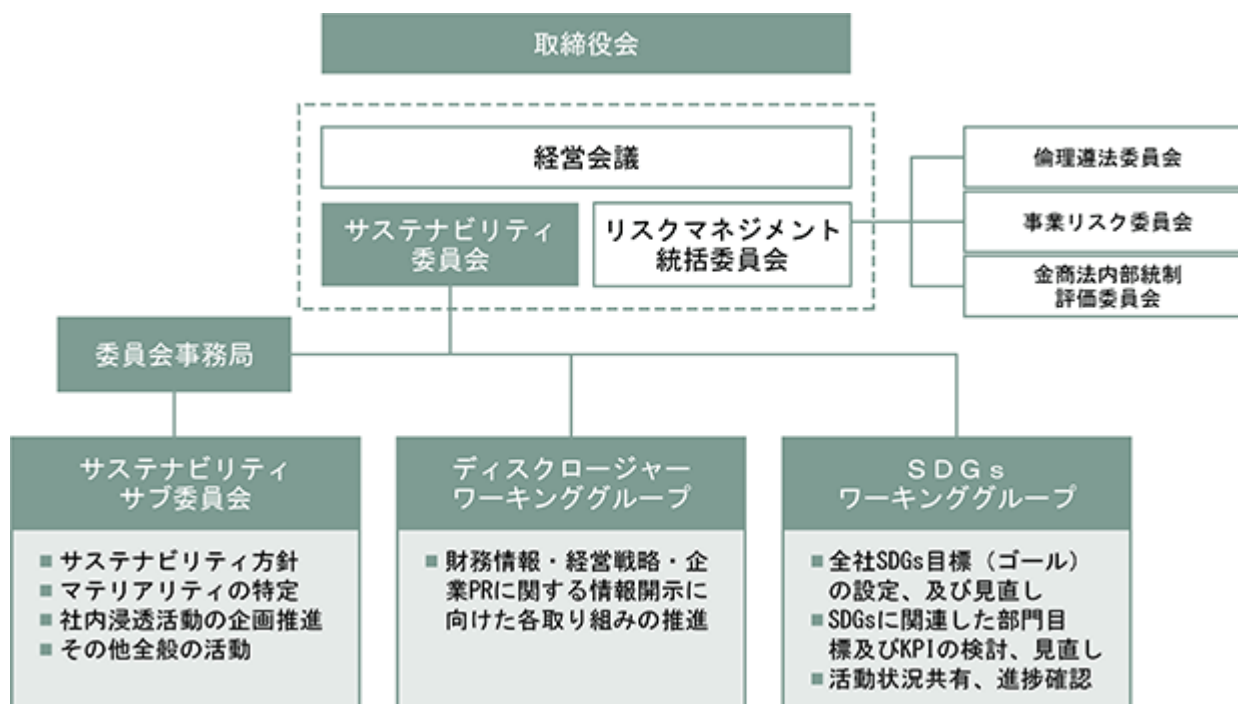 取締役会
経営会議
サステナビリティ
委員会
リスクマネジメント
統括委員会
倫理遵法委員会
事業リスク委員会
金商法内部統制
評価委員会
委員会事務局
サステナビリティ
サブ委員会
■サステナビリティ方針
■マテリアリティの特定
■社内浸透活動の企画推進
■その他全般の活動
ディスクロージャー
ワーキンググループ
■財務情報・経営戦略・企
業PRに関する情報開示に
向けた各取り組みの推進
SDGs
ワーキンググループ
■全社SDGs目標（ゴール）
の設定、及び見直し
■SDGsに関連した部門目
標及びKPIの検討、見直し
■活動状況共有、進捗確認